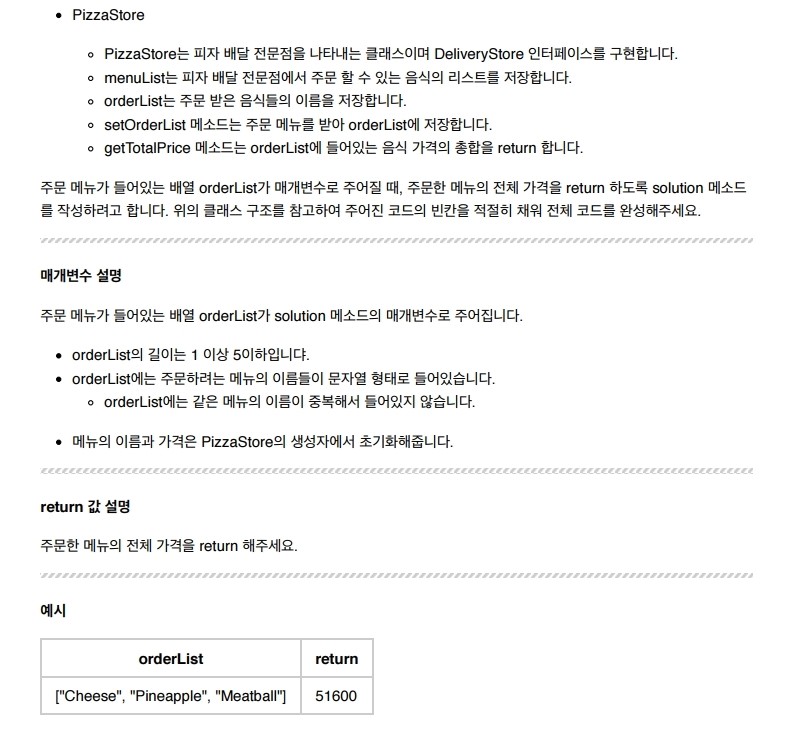 PizzaStore
PizzaStore는 피자 배달 전문점을 나타내는 클래스이며 DeliveryStore 인터페이스를 구현합니다.
menuList는 피자 배달 전문점에서 주문 할 수 있는 음식의 리스트를 저장합니다.
orderList는 주문 받은 음식들의 이름을 저장합니다.
setOrderList 메소드는 주문 메뉴를 받아 orderList에 저장합니다.
getTotalPrice 메소드는 orderList에 들어있는 음식 가격의 총합을 return 합니다.
주문 메뉴가 들어있는 배열 orderList가 매개변수로 주어질 때, 주문한 메뉴의 전체 가격을 return 하도록 solution 메소드
를 작성하려고 합니다. 위의 클래스 구조를 참고하여 주어진 코드의 빈칸을 적절히 채워 전체 코드를 완성해주세요.
매개변수 설명
주문 메뉴가 들어있는 배열 orderList가 solution 메소드의 매개변수로 주어집니다.
orderList의 길이는 1 이상 5이하입니다.
orderList에는 주문하려는 메뉴의 이름들이 문자열 형태로 들어있습니다.
orderList에는 같은 메뉴의 이름이 중복해서 들어있지 않습니다.
메뉴의 이름과 가격은 PizzaStore의 생성자에서 초기화해줍니다.
return 값 설명
주문한 메뉴의 전체 가격을 return 해주세요.
예시
orderList return
["Cheese", "Pineapple", "Meatball"] 51600